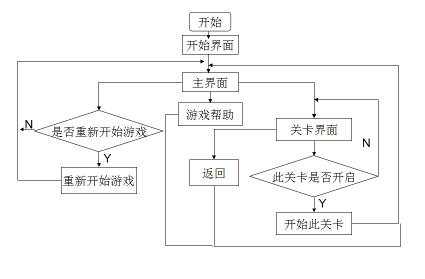 开始
开始界面
主界面
游戏帮助
关卡界面
N
是否重新开始游戏
N
Y
返回
此关卡是否开启
重新开始游戏
Y
开始此关卡